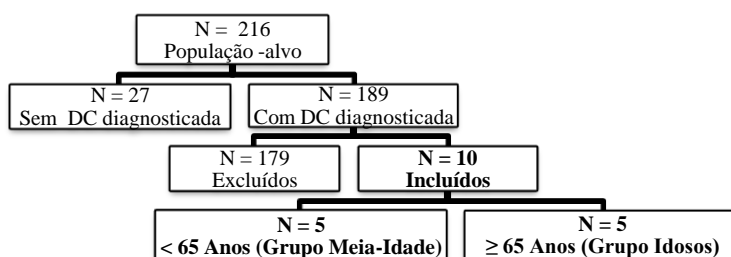 N = 216
População -alvo
N = 27
Sem DC diagnosticada
N = 189
Com DC diagnosticada
N = 179
Excluídos
N = 10
Incluídos
N = 5
< 65 Anos (Grupo Meia-Idade)
N = 5
≥ 65 Anos (Grupo Idosos)